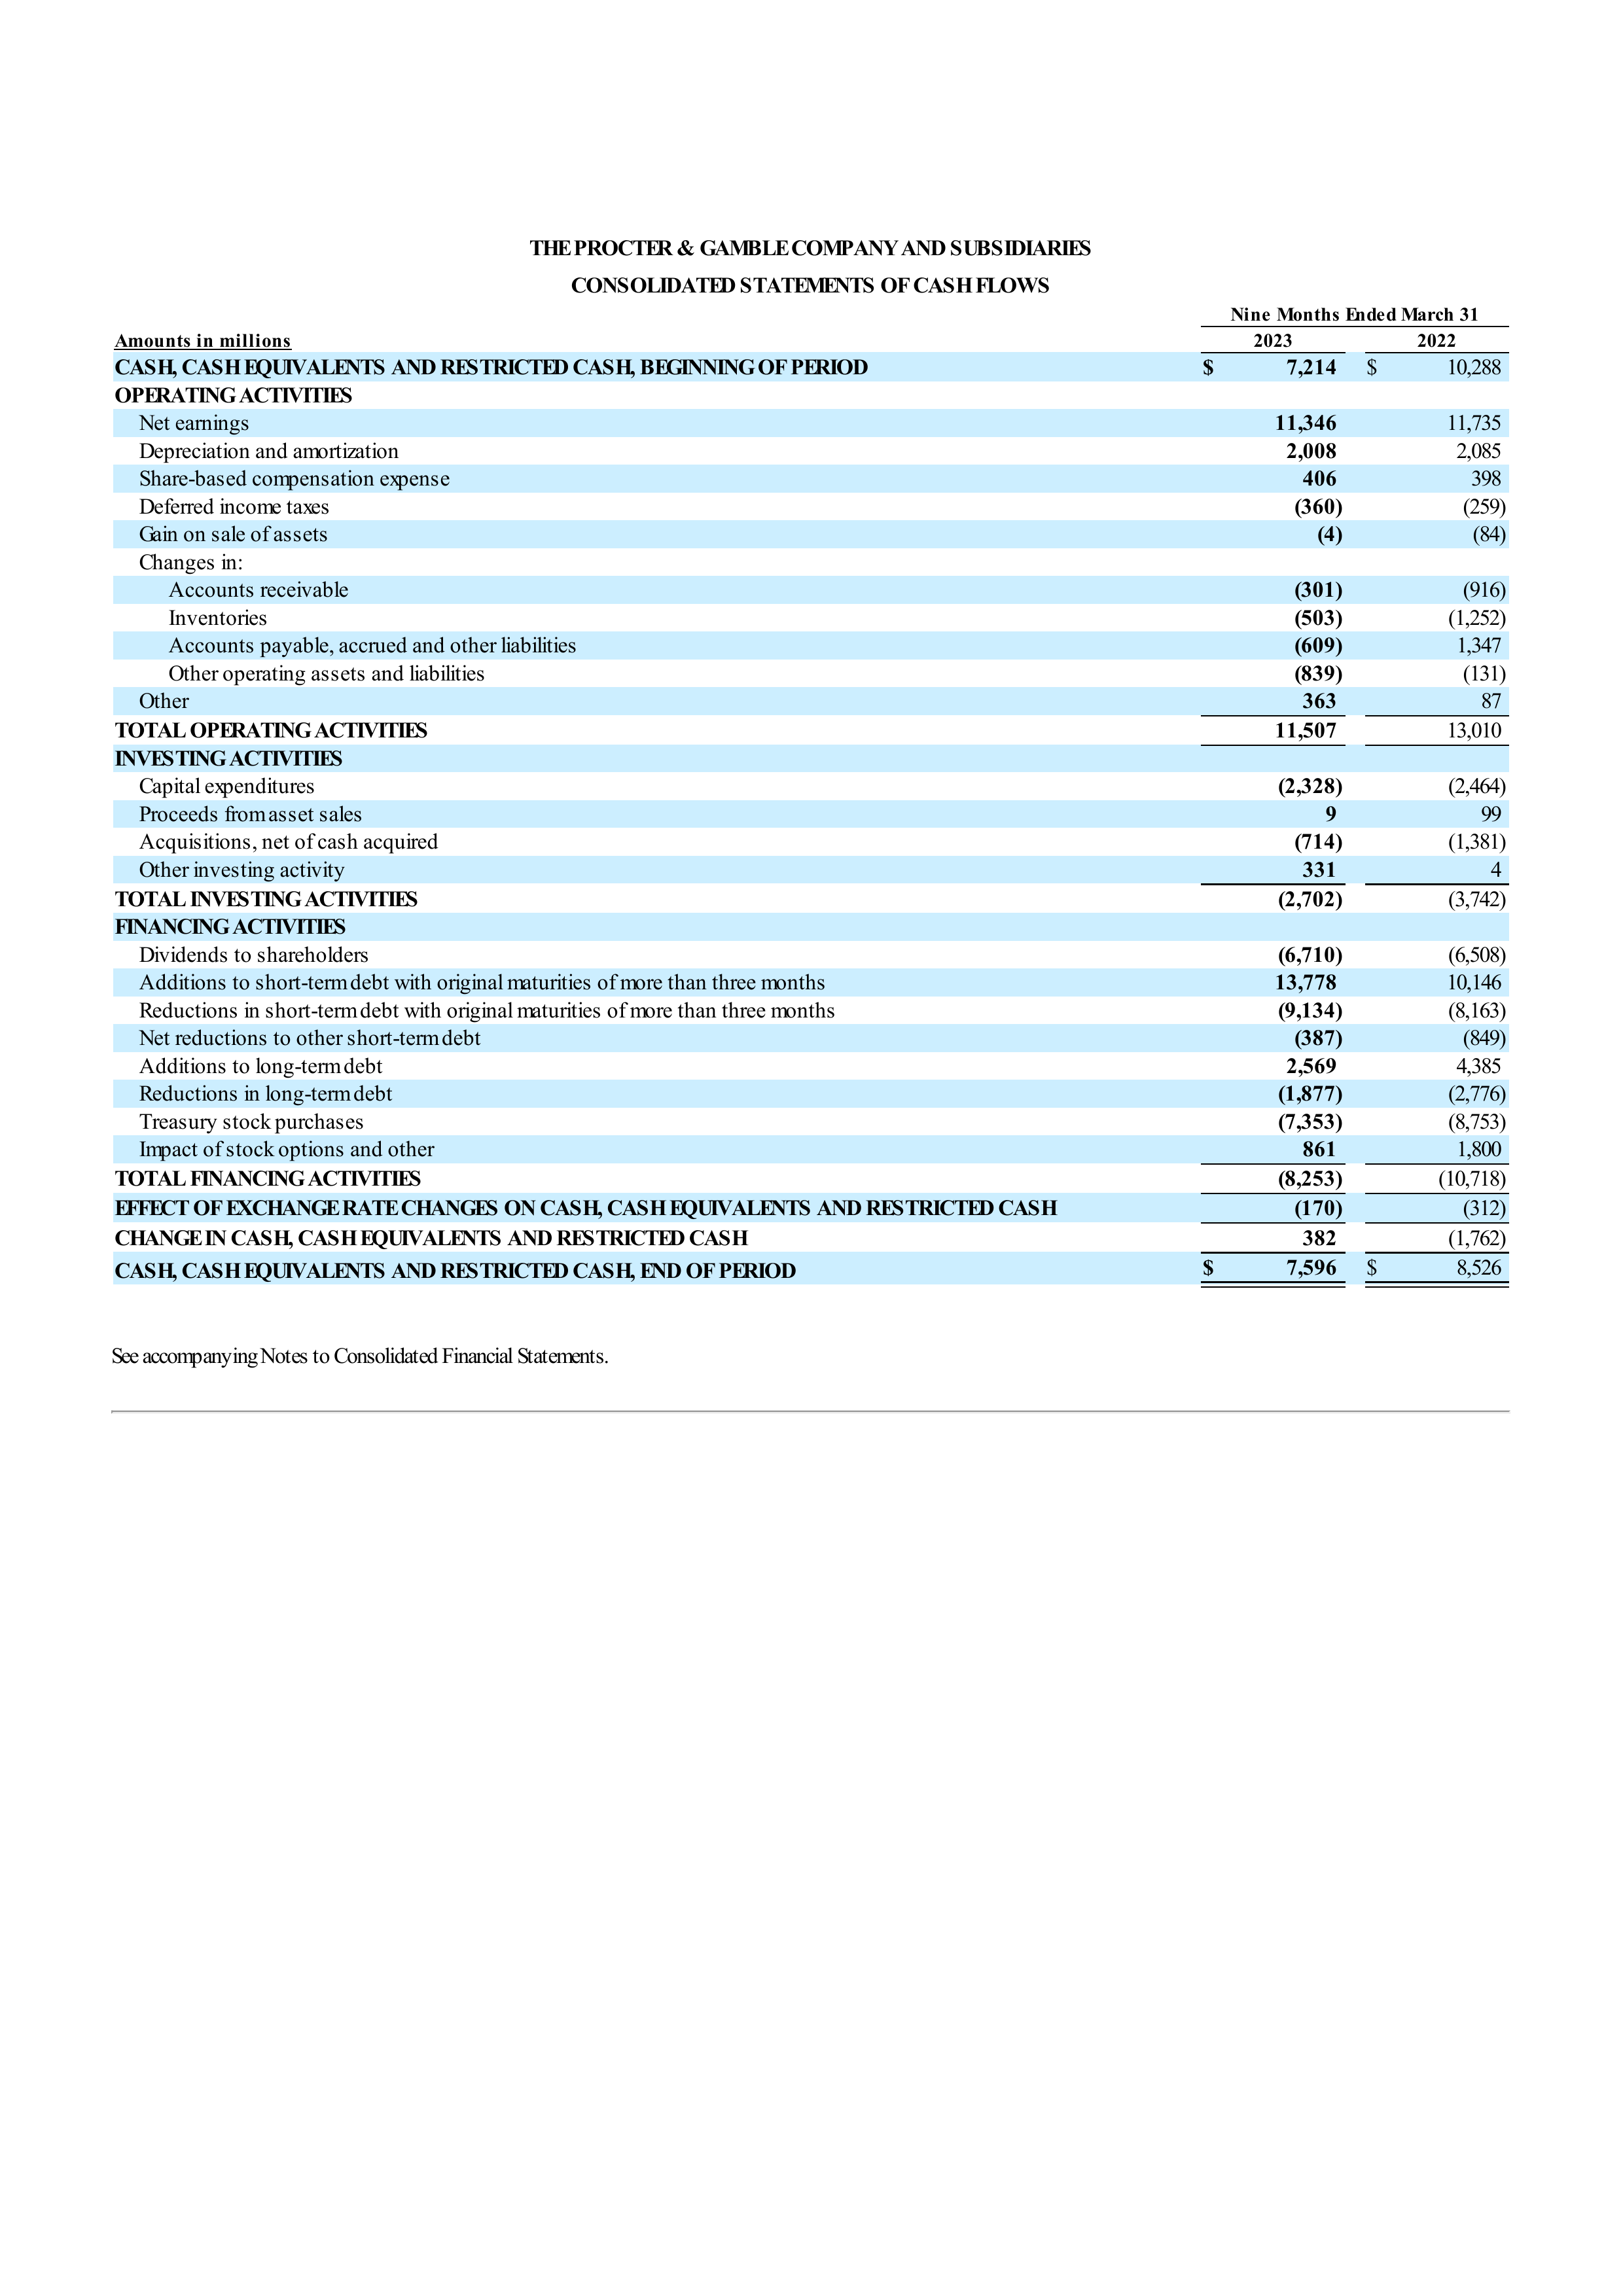 THE PROCTER & GAMBLE COMPANY AND SUBSIDIARIES
CONSOLIDATED STATEMENTS OF CASH FLOWS
Nine Months Ended March 31
Amounts in millions 2023 2022
CASH, CASH EQUIVALENTS AND RESTRICTED CASH, BEGINNING OF PERIOD $ 7,214 $ 10,288
OPERATING ACTIVITIES
Net earnings 11,346 11,735
Depreciation and amortization 2,008 2,085
Share-based compensation expense 406 398
Deferred income taxes (360) (259)
Gain on sale of assets (4) (84)
Changes in:
Accounts receivable (301) (916)
Inventories (503) (1,252)
Accounts payable, accrued and other liabilities (609) 1,347
Other operating assets and liabilities (839) (131)
Other 363 87
TOTAL OPERATING ACTIVITIES 11,507 13,010
INVESTING ACTIVITIES
Capital expenditures (2,328) (2,464)
Proceeds from asset sales 9 99
Acquisitions, net of cash acquired (714) (1,381)
Other investing activity 331 4
TOTAL INVESTING ACTIVITIES (2,702) (3,742)
FINANCING ACTIVITIES
Dividends to shareholders (6,710) (6,508)
Additions to short-term debt with original maturities of more than three months 13,778 10,146
Reductions in short-term debt with original maturities of more than three months (9,134) (8,163)
Net reductions to other short-term debt (387) (849)
Additions to long-term debt 2,569 4,385
Reductions in long-term debt (1,877) (2,776)
Treasury stock purchases (7,353) (8,753)
Impact of stock options and other 861 1,800
TOTAL FINANCING ACTIVITIES (8,253) (10,718)
EFFECT OF EXCHANGE RATE CHANGES ON CASH, CASH EQUIVALENTS AND RESTRICTED CASH (170) (312)
CHANGE IN CASH, CASH EQUIVALENTS AND RESTRICTED CASH 382 (1,762)
CASH, CASH EQUIVALENTS AND RESTRICTED CASH, END OF PERIOD $ 7,596 $ 8,526
See accompanying Notes to Consolidated Financial Statements.